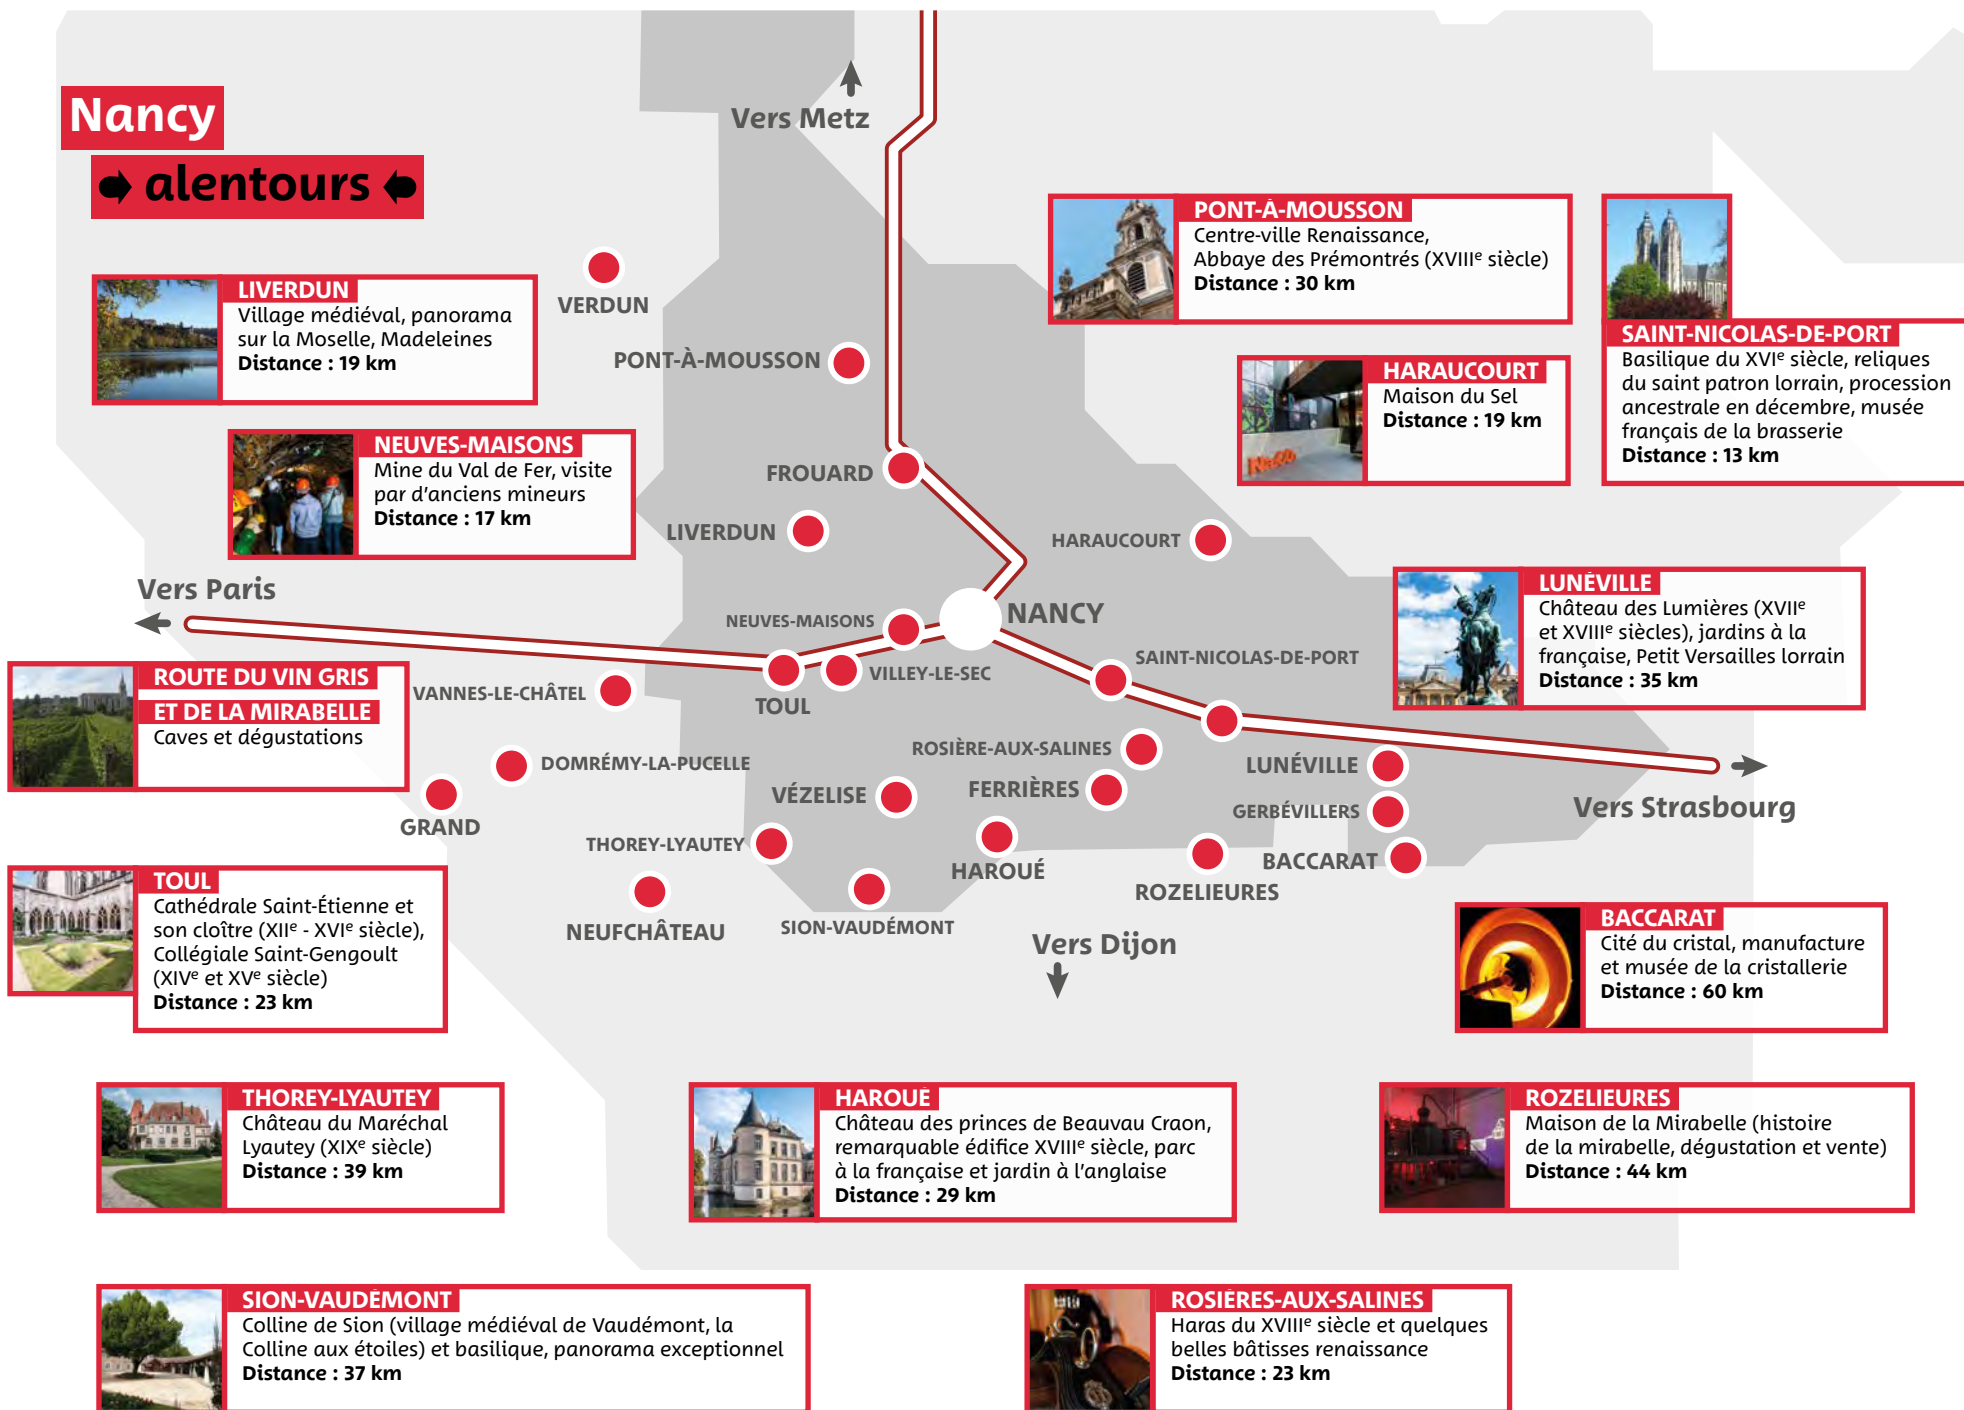 Nancy
alentours
Vers Metz
VERDUN
PONT-À-MOUSSON
FROUARD
LIVERDUN
HARAUCOURT
Vers Paris
NANCY
NEUVES-MAISONS
SAINT-NICOLAS-DE-PORT
VILLEY-LE-SEC
VANNES-LE-CHÂTEL
TOUL
ROSIÈRE-AUX-SALINES
DOMRÉMY-LA-PUCELLE
LUNÉVILLE
FERRIÈRES
VÉZELISE
Vers Strasbourg
GERBÉVILLERS
GRAND
THOREY-LYAUTEY
HAROUÉ
BACCARAT
ROZELIEURES
NEUFCHÂTEAU
SION-VAUDÉMONT
Vers Dijon
LIVERDUN
Village médiéval, panorama
sur la Moselle, Madeleines
Distance : 19 km
NEUVES-MAISONS
Mine du Val de Fer, visite
par d'anciens mineurs
Distance : 17 km
PONT-À-MOUSSON
Centre-ville Renaissance,
Abbaye des Prémontrés (XVIIIe siècle)
Distance : 30 km
SAINT-NICOLAS-DE-PORT
Basilique du XVIe siècle, reliques
du saint patron lorrain, procession
ancestrale en décembre, musée
français de la brasserie
Distance : 13 km
HARAUCOURT
Maison du Sel
Distance : 19 km
NaCl
LUNÉVILLE
Château des Lumières (XVIIe
et XVIIIe siècles), jardins à la
française, Petit Versailles lorrain
Distance : 35 km
ROUTE DU VIN GRIS
ET DE LA MIRABELLE
Caves et dégustations
TOUL
Cathédrale Saint-Étienne et
son cloître (XIIe - XVIe siècle),
Collégiale Saint-Gengoult
(XIVe et XVe siècle)
Distance : 23 km
BACCARAT
Cité du cristal, manufacture
et musée de la cristallerie
Distance : 60 km
THOREY-LYAUTEY
Château du Maréchal
Lyautey (XIXe siècle)
Distance : 39 km
HAROUÉ
Château des princes de Beauvau Craon,
remarquable édifice XVIIIe siècle, parc
à la française et jardin à l'anglaise
Distance : 29 km
ROZELIEURES
Maison de la Mirabelle (histoire
de la mirabelle, dégustation et vente)
Distance : 44 km
SION-VAUDÉMONT
Colline de Sion (village médiéval de Vaudémont, la
Colline aux étoiles) et basilique, panorama exceptionnel
Distance : 37 km
ROSIÈRES-AUX-SALINES
Haras du XVIIIe siècle et quelques
belles bâtisses renaissance
Distance : 23 km